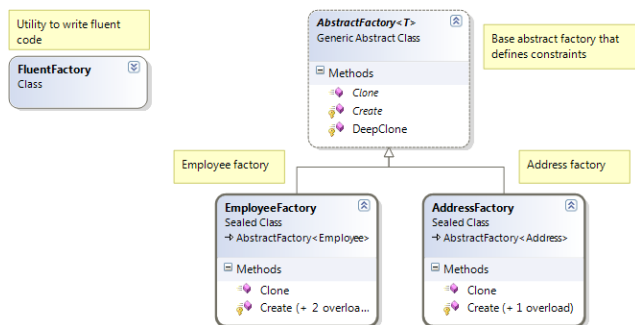 Utility to write fluent
code
FluentFactory
Class
AbstractFactory<T>
Generic Abstract Class
Methods
Clone
Create
DeepClone
Base abstract factory that
defines constraints
Employee factory
Address factory
EmployeeFactory
Sealed Class
AbstractFactory<Employee>
Methods
Clone
Create (+ 2 overloa...
AddressFactory
Sealed Class
AbstractFactory<Address>
Methods
Clone
Create (+ 1 overload)